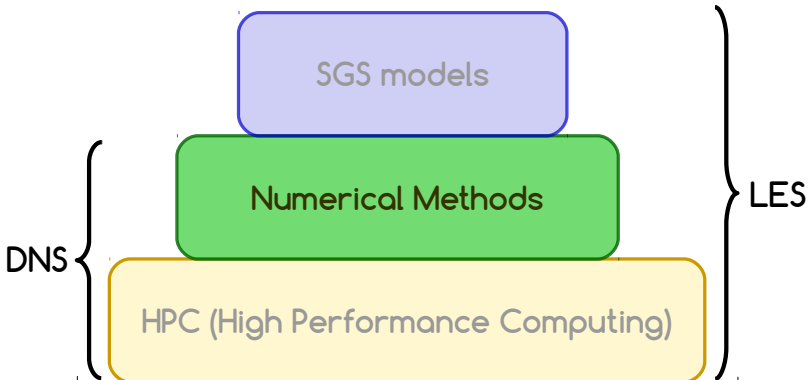 SGS models
Numerical Methods
LES
DNS
HPC (High Performance Computing)